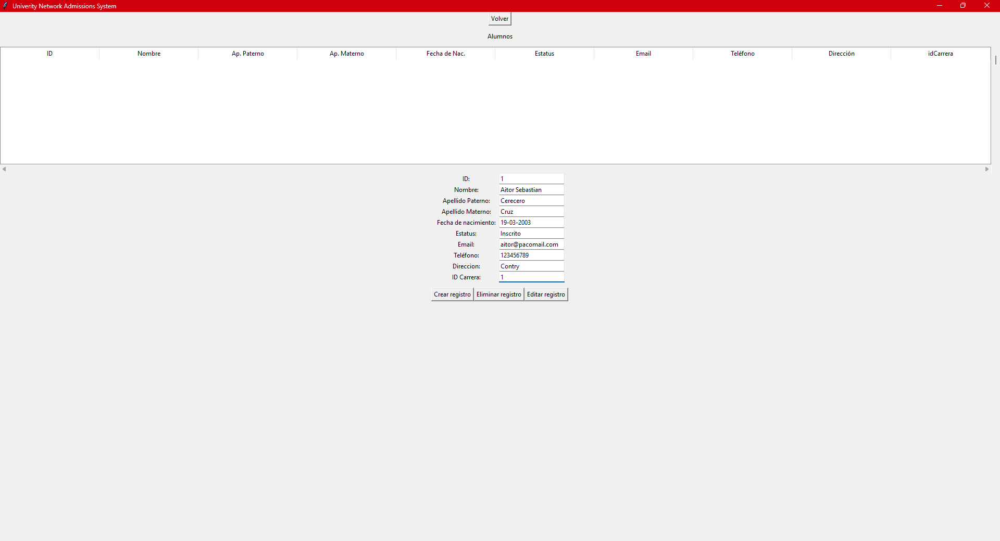 Univerity Network Admissions System
Volver
Alumnos
ID Nombre Ap. Paterno Ap. Materno Fecha de Nac. Estatus Email Teléfono Dirección idCarrera
ID: 1
Nombre: Aitor Sebastian
Apellido Paterno: Cerecero
Apellido Materno: Cruz
Fecha de nacimiento: 19-03-2003
Estatus: Inscrito
Email: aitor@pacomail.com
Teléfono: 123456789
Direccion: Contry
ID Carrera: 1
Crear registro Eliminar registro Editar registro